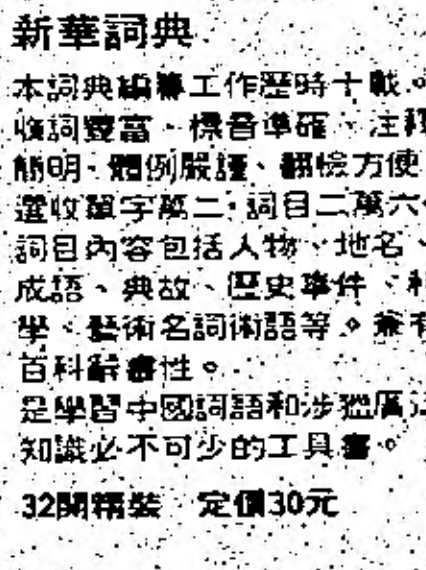 新華詞典
本詞典編纂工作歷時十載。
收詞豐富、標音準確、注釋
簡明、體例嚴謹、翻檢方便
選收單字萬二,詞目二萬六
詞目內容包括人物、地名、
成語、典故、歷史事件、科
學、藝術名詞術語等。兼有
百科辭書性。
是學習中國詞語和涉獵廣泛
知識必不可少的工具書。
32開精裝 定價30元